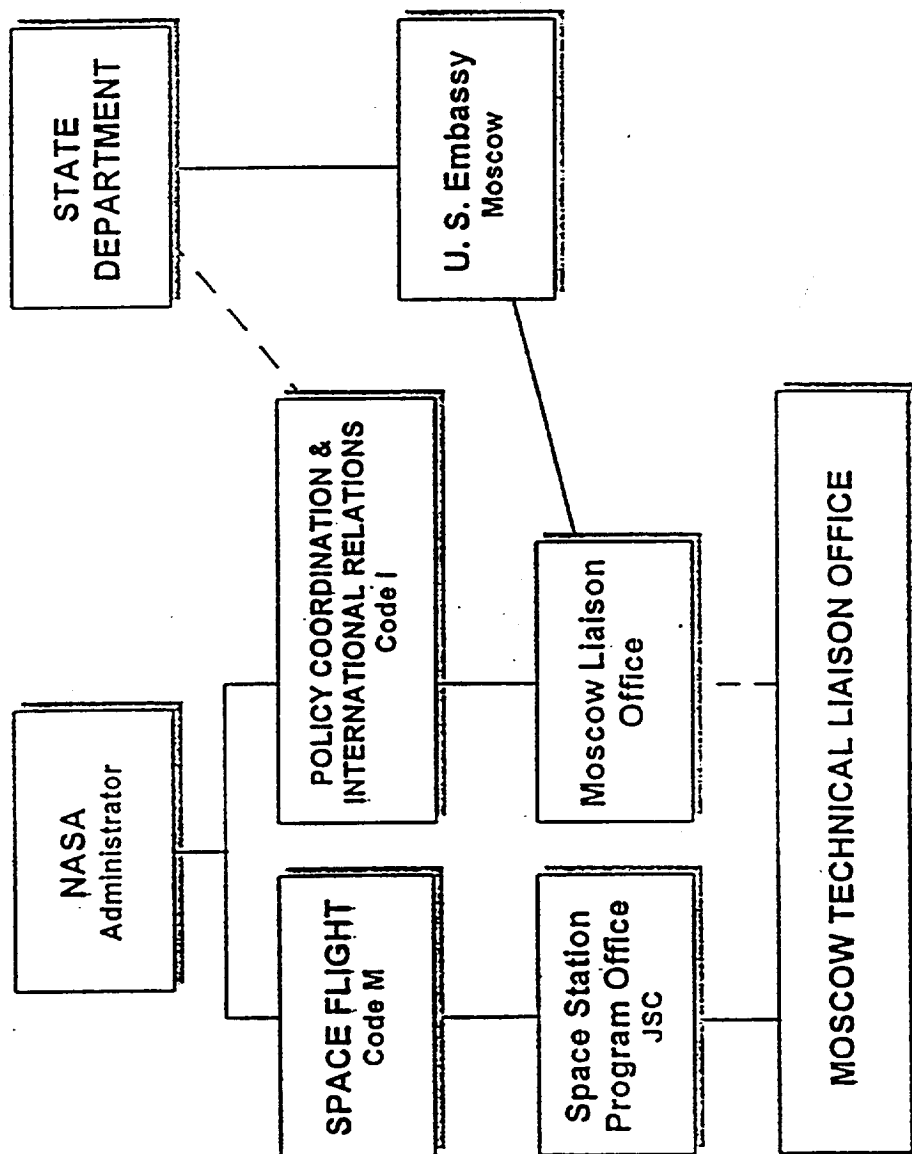 NASA
Administrator
STATE
DEPARTMENT
SPACE FLIGHT
Code M
POLICY COORDINATION &
INTERNATIONAL RELATIONS
Code I
U. S. Embassy
Moscow
Space Station
Program Office
JSC
Moscow Liaison
Office
MOSCOW TECHNICAL LIAISON OFFICE